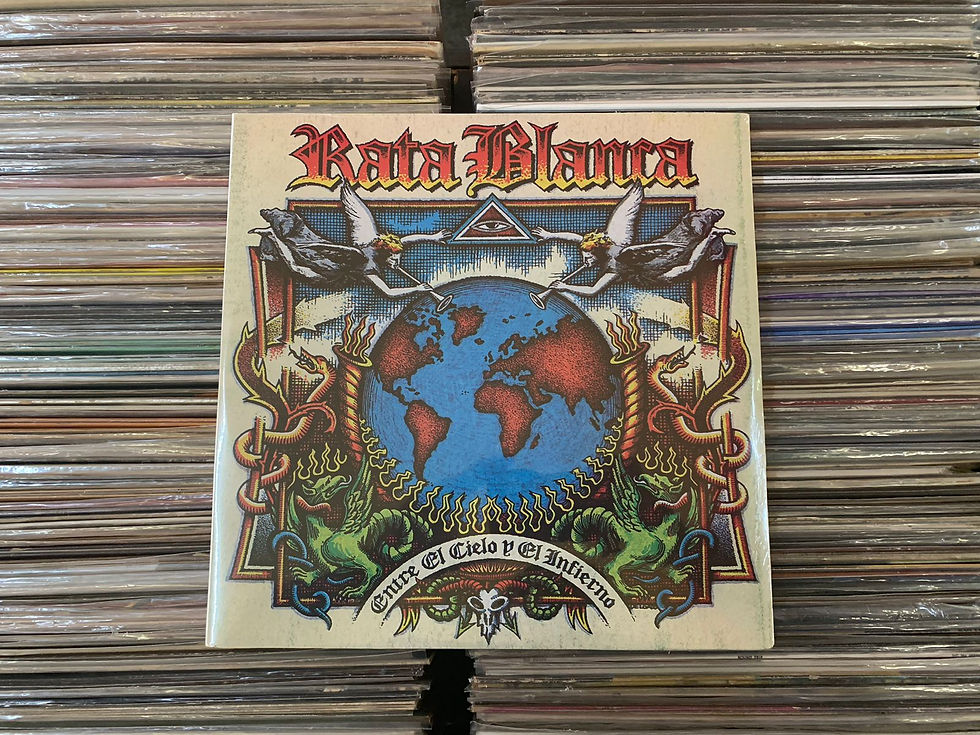 Rata Blanca
Entre El Cielo y El Infierno